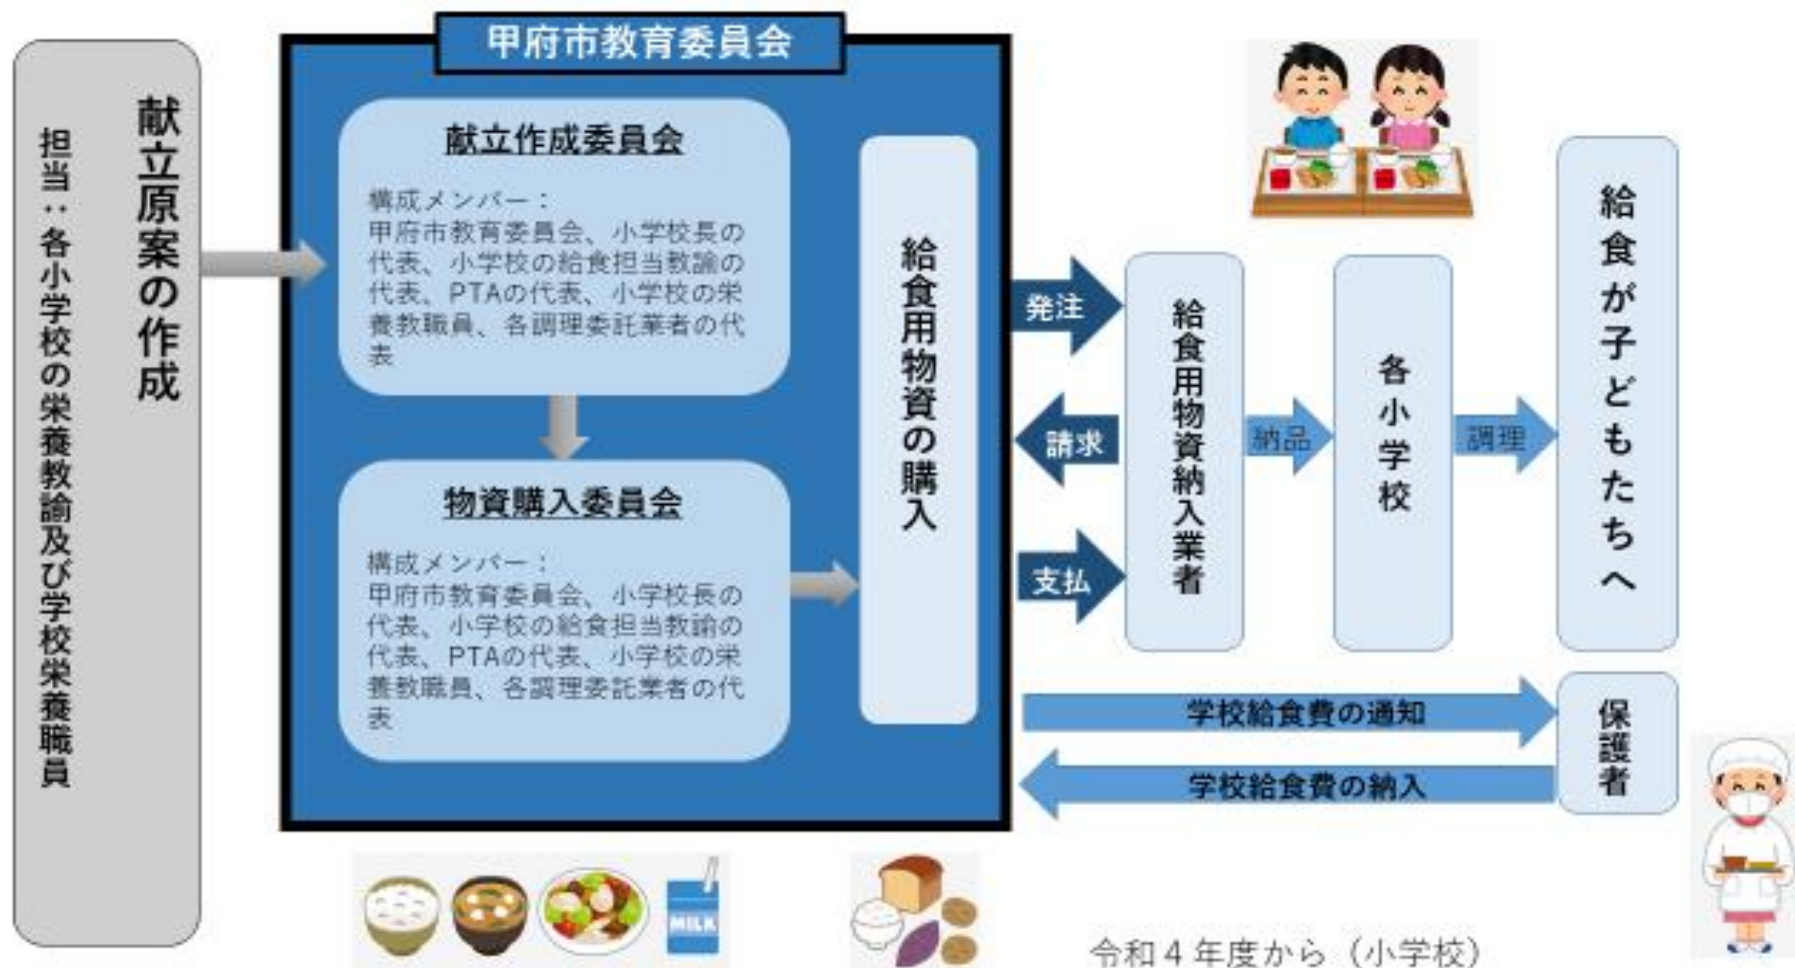 甲府市教育委員会
献立原案の作成
担当：各小学校の栄養教諭及び学校栄養職員
献立作成委員会
構成メンバー：
甲府市教育委員会、小学校長の
代表、小学校の給食担当教諭の
代表、PTAの代表、小学校の栄
養教職員、各調理委託業者の代
表
物資購入委員会
構成メンバー：
甲府市教育委員会、小学校長の
代表、小学校の給食担当教諭の
代表、PTAの代表、小学校の栄
養教職員、各調理委託業者の代
表
給食用物資の購入
発注
請求
支払
給食用物資納入業者
納品
各小学校
調理
給食が子どもたちへ
学校給食費の通知
学校給食費の納入
保護者
MILK
令和４年度から（小学校）